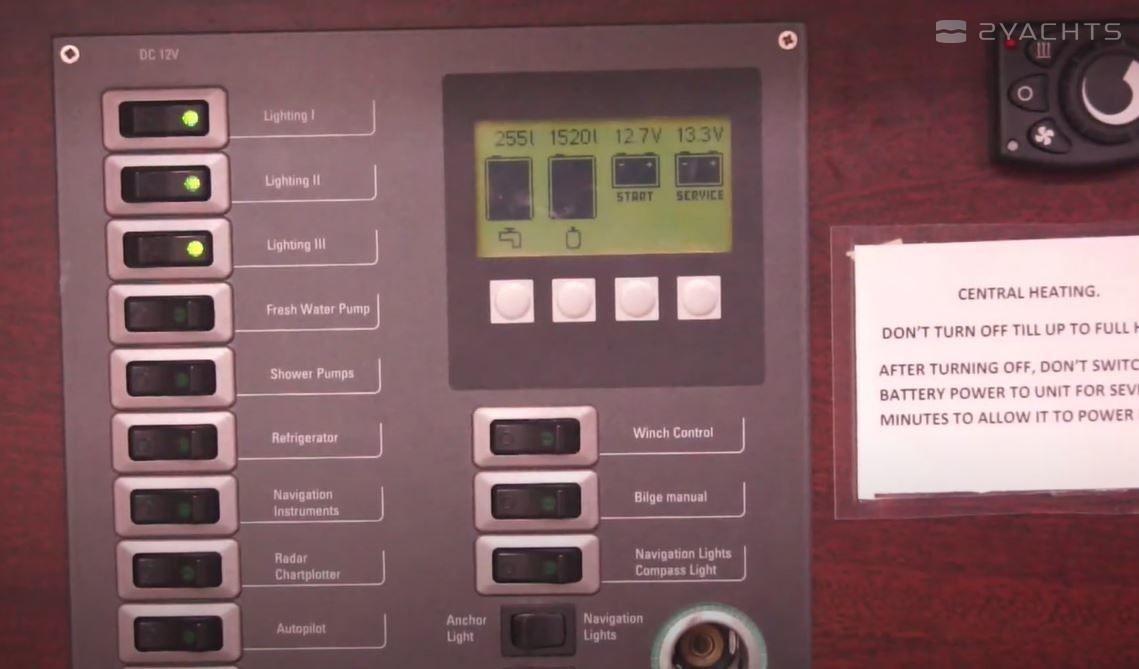 2YACHTS
DC 12V
Lighting I
Lighting II
Lighting III
Fresh Water Pump
Shower Pumps
Refrigerator
Navigation
Instruments
Radar
Chartplotter
Autopilot
255l 1520l 12.7V 13.3V
START SERVICE
Winch Control
Bilge manual
Navigation Lights
Compass Light
Anchor
Light
Navigation
Lights
CENTRAL HEATING.
DON'T TURN OFF TILL UP TO FULL
AFTER TURNING OFF, DON'T SWITC
BATTERY POWER TO UNIT FOR SEV
MINUTES TO ALLOW IT TO POWER